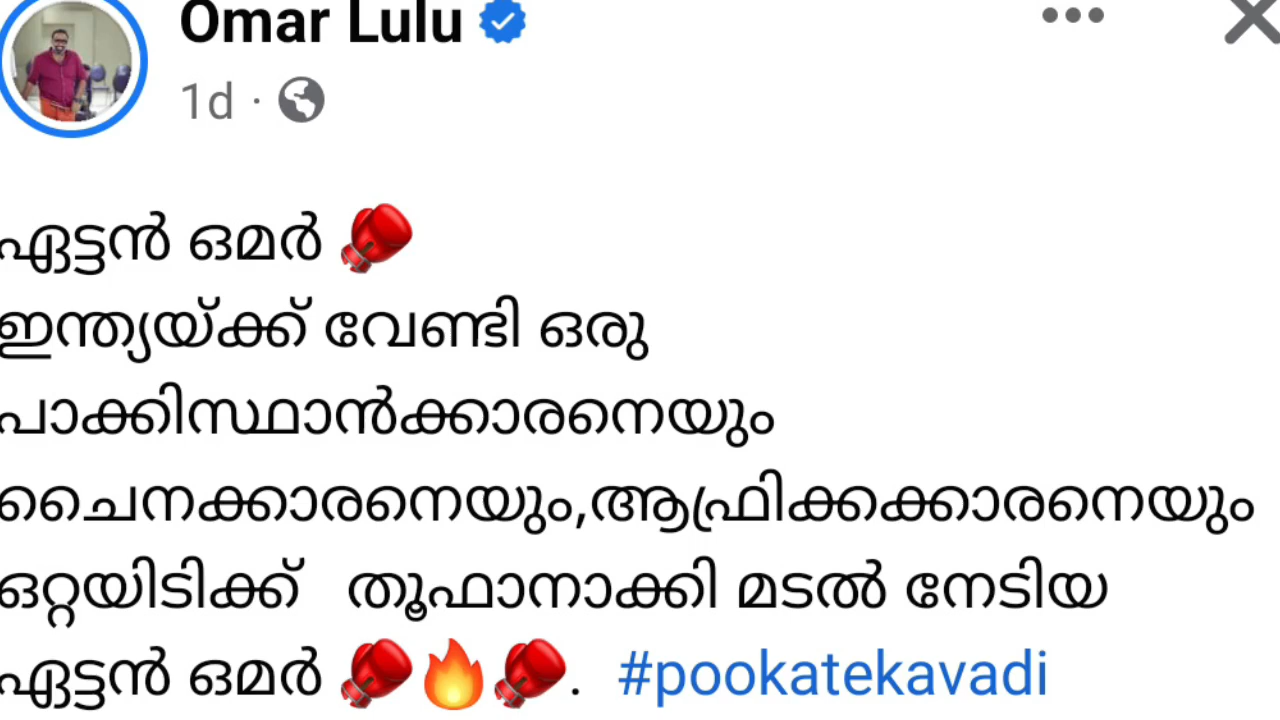 Omar Lulu
1d ·
ഏട്ടൻ ഒമർ 🥊
ഇന്ത്യയ്ക്ക് വേണ്ടി ഒരു
പാക്കിസ്ഥാൻക്കാരനെയും
ചൈനക്കാരനെയും,ആഫ്രിക്കക്കാരനെയും
ഒറ്റയിടിക്ക് തൂഫാനാക്കി മടൽ നേടിയ
ഏട്ടൻ ഒമർ 🥊🔥🥊. #pookatekavadi